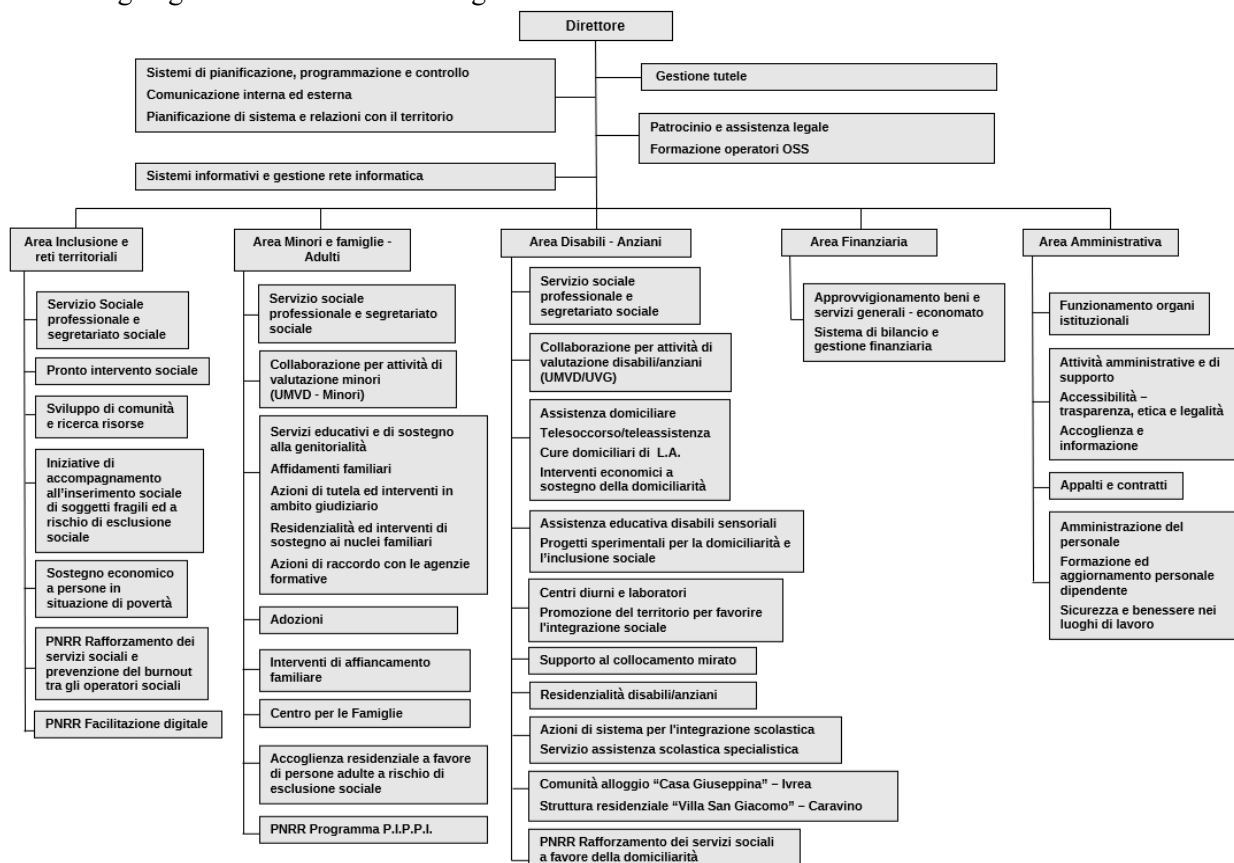 Direttore
Sistemi di pianificazione, programmazione e controllo
Comunicazione interna ed esterna
Pianificazione di sistema e relazioni con il territorio
Gestione tutele
Patrocinio e assistenza legale
Formazione operatori OSS
Sistemi informativi e gestione rete informatica
Area Inclusione e
reti territoriali
Servizio Sociale
professionale e
segretariato sociale
Pronto intervento sociale
Sviluppo di comunità
e ricerca risorse
Iniziative di
accompagnamento
all'inserimento sociale
di soggetti fragili ed a
rischio di esclusione
sociale
Sostegno economico
a persone in
situazione di povertà
PNRR Rafforzamento dei
servizi sociali e
prevenzione del burnout
tra gli operatori sociali
PNRR Facilitazione digitale
Area Minori e famiglie -
Adulti
Servizio sociale
professionale e segretariato
sociale
Collaborazione per attività di
valutazione minori
(UMVD - Minori)
Servizi educativi e di sostegno
alla genitorialità
Affidamenti familiari
Azioni di tutela ed interventi in
ambito giudiziario
Residenzialità ed interventi di
sostegno ai nuclei familiari
Azioni di raccordo con le agenzie
formative
Adozioni
Interventi di affiancamento
familiare
Centro per le Famiglie
Accoglienza residenziale a favore
di persone adulte a rischio di
esclusione sociale
PNRR Programma P.I.P.P.I.
Area Disabili - Anziani
Servizio sociale
professionale e
segretariato sociale
Collaborazione per attività di
valutazione disabili/anziani
(UMVD/UVG)
Assistenza domiciliare
Telesoccorso/teleassistenza
Cure domiciliari di L.A.
Interventi economici a
sostegno della domiciliarità
Assistenza educativa disabili sensoriali
Progetti sperimentali per la domiciliarità e
l'inclusione sociale
Centri diurni e laboratori
Promozione del territorio per favorire
l'integrazione sociale
Supporto al collocamento mirato
Residenzialità disabili/anziani
Azioni di sistema per l'integrazione scolastica
Servizio assistenza scolastica specialistica
Comunità alloggio “Casa Giuseppina” – Ivrea
Struttura residenziale “Villa San Giacomo” – Caravino
PNRR Rafforzamento dei servizi sociali
a favore della domiciliarità
Area Finanziaria
Approvvigionamento beni e
servizi generali - economato
Sistema di bilancio e
gestione finanziaria
Area Amministrativa
Funzionamento organi
istituzionali
Attività amministrative e di
supporto
Accessibilità –
trasparenza, etica e legalità
Accoglienza e
informazione
Appalti e contratti
Amministrazione del
personale
Formazione ed
aggiornamento personale
dipendente
Sicurezza e benessere nei
luoghi di lavoro